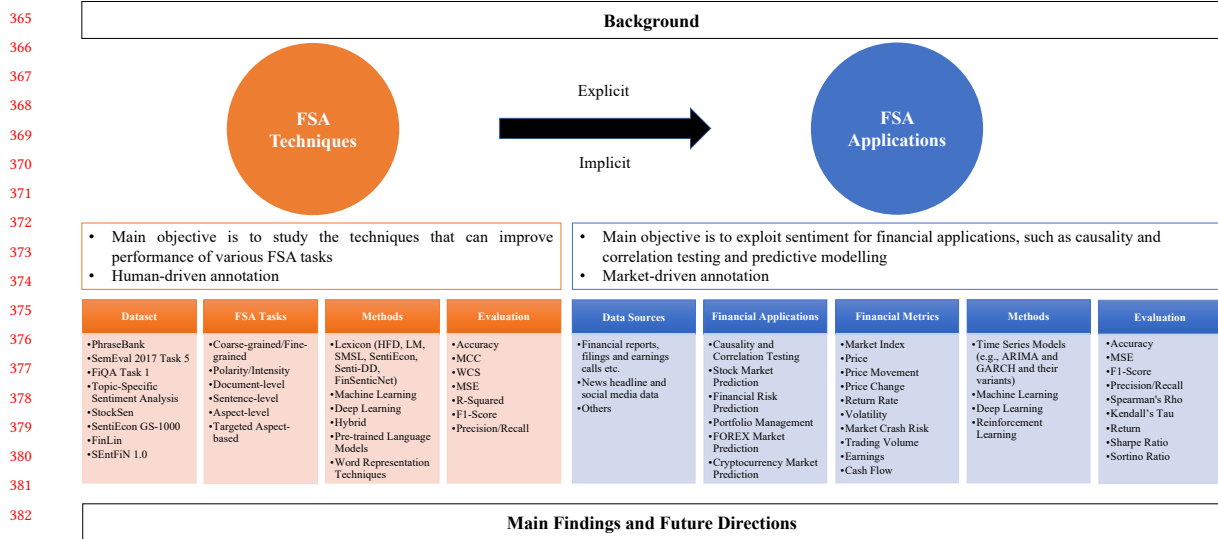 365
366
367
368
369
370
371
372
373
374
375
376
377
378
379
380
381
382
Background
FSA
Techniques
Explicit
Implicit
FSA
Applications
• Main objective is to study the techniques that can improve
performance of various FSA tasks
• Human-driven annotation
• Main objective is to exploit sentiment for financial applications, such as causality and
correlation testing and predictive modelling
• Market-driven annotation
Dataset
•PhraseBank
•SemEval 2017 Task 5
•FiQA Task 1
•Topic-Specific
Sentiment Analysis
•StockSen
•SentiEcon GS-1000
•FinLin
•SEntFiN 1.0
FSA Tasks
•Coarse-grained/Fine-
grained
•Polarity/Intensity
•Document-level
•Sentence-level
•Aspect-level
•Targeted Aspect-
based
Methods
•Lexicon (HFD, LM,
SMSL, SentiEcon,
Senti-DD,
FinSenticNet)
•Machine Learning
•Deep Learning
•Hybrid
•Pre-trained Language
Models
•Word Representation
Techniques
Evaluation
•Accuracy
•MCC
•WCS
•MSE
•R-Squared
•F1-Score
•Precision/Recall
Data Sources
•Financial reports,
filings and earnings
calls etc.
•News headline and
social media data
•Others
Financial Applications
•Causality and
Correlation Testing
•Stock Market
Prediction
•Financial Risk
Prediction
•Portfolio Management
•FOREX Market
Prediction
•Cryptocurrency Market
Prediction
Financial Metrics
•Market Index
•Price
•Price Movement
•Price Change
•Return Rate
•Volatility
•Market Crash Risk
•Trading Volume
•Earnings
•Cash Flow
Methods
•Time Series Models
(e.g., ARIMA and
GARCH and their
variants)
•Machine Learning
•Deep Learning
•Reinforcement
Learning
Evaluation
•Accuracy
•MSE
•F1-Score
•Precision/Recall
•Spearman's Rho
•Kendall’s Tau
•Return
•Sharpe Ratio
•Sortino Ratio
Main Findings and Future Directions